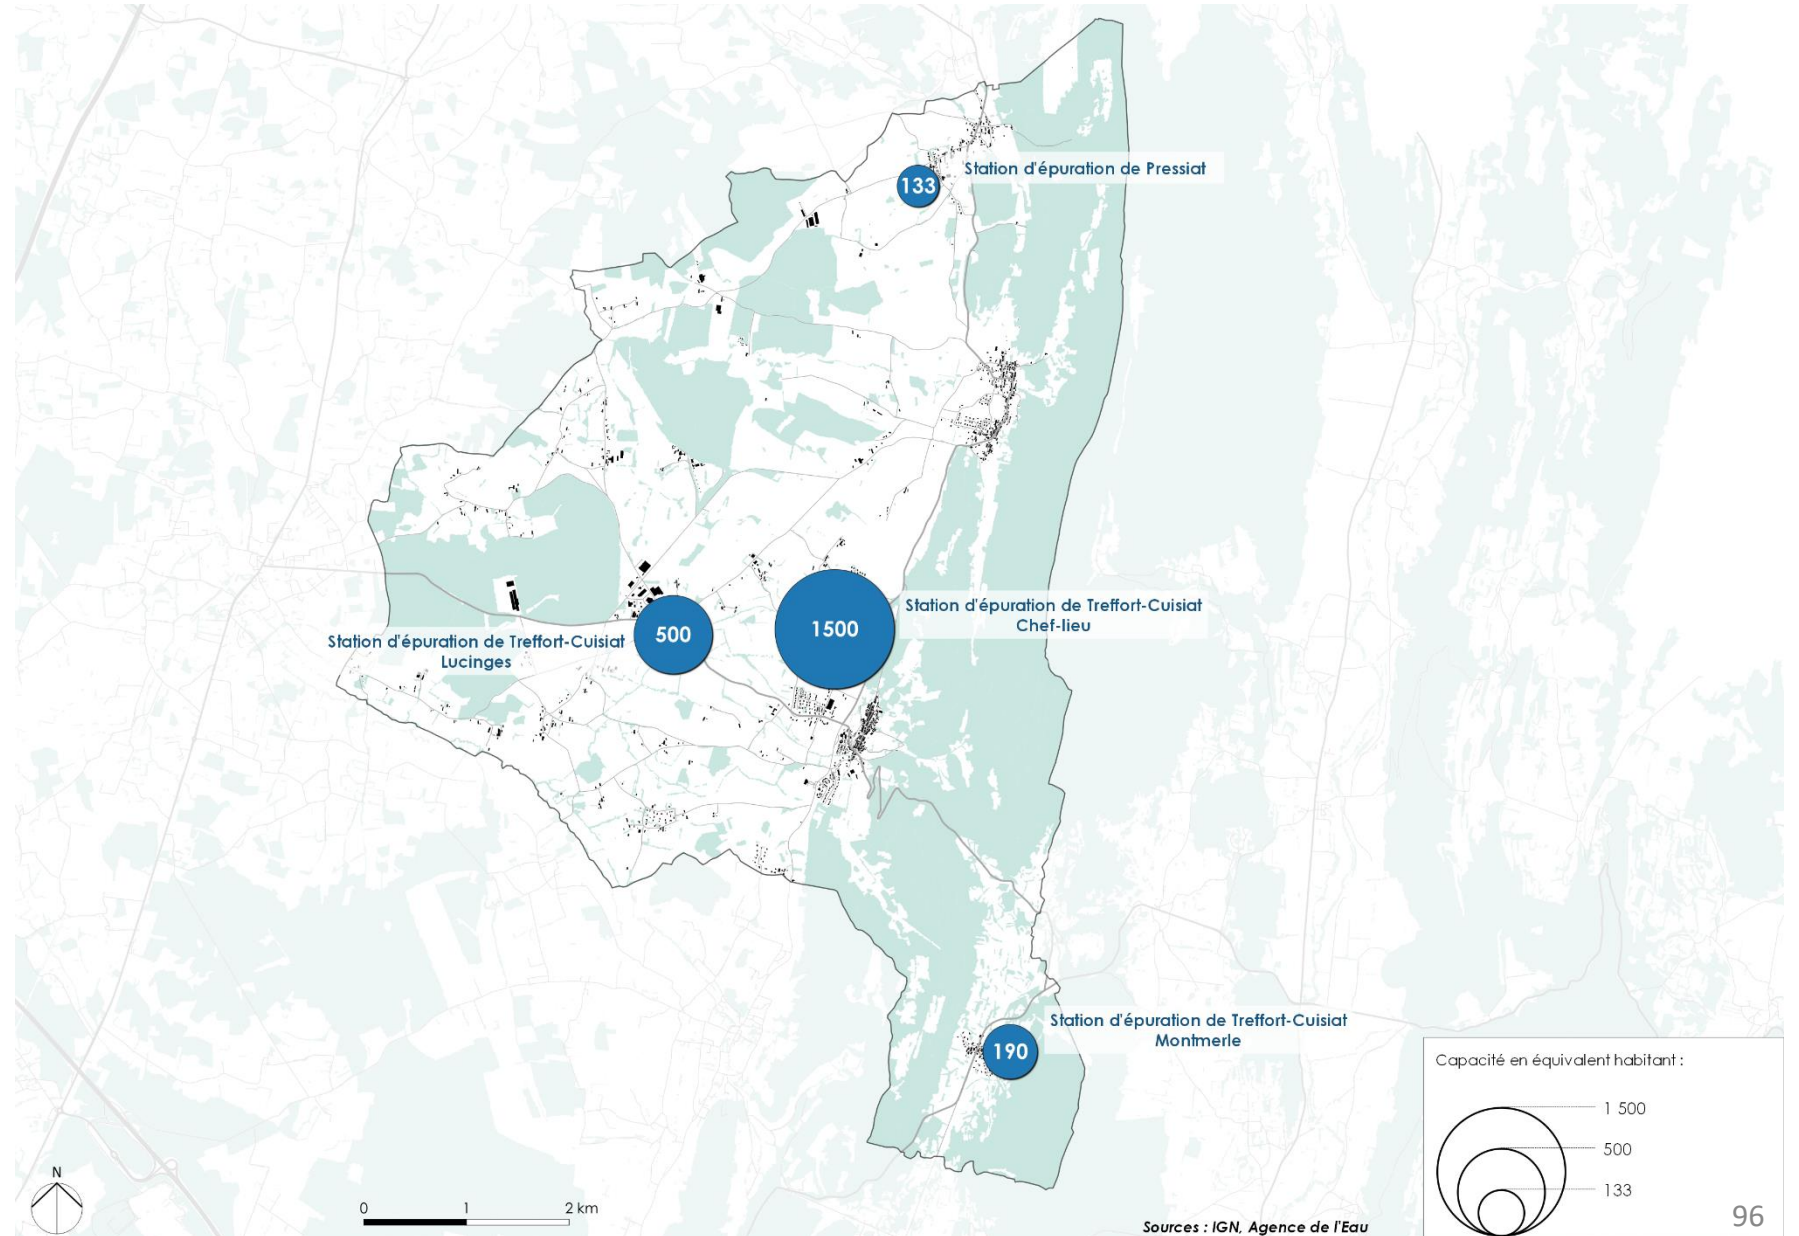 133
Station d'épuration de Pressiat
1500
Station d'épuration de Treffort-Cuisiat
Chef-lieu
500
Station d'épuration de Treffort-Cuisiat
Lucinges
190
Station d'épuration de Treffort-Cuisiat
Montmerle
Capacité en équivalent habitant :
1 500
500
133
N
0 1 2 km
Sources : IGN, Agence de l'Eau
96